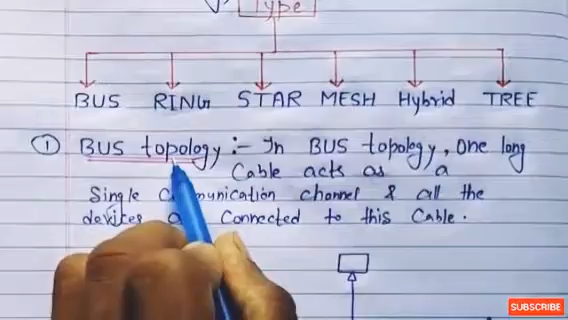 Type
BUS RING STAR MESH Hybrid TREE
① BUS topology :- In BUS topology, One long
Cable acts as a
Single Communication channel & all the
devices Connected to this Cable.
SUBSCRIBE